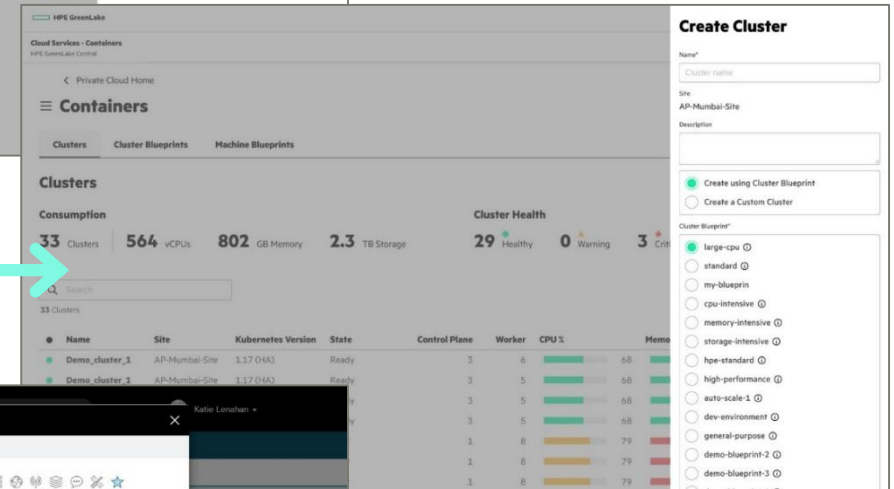 HPE GreenLake
Cloud Services - Containers
HPE GreenLake Central
Private Cloud Home
Containers
Clusters Cluster Blueprints Machine Blueprints
Clusters
Consumption Cluster Health
33 Clusters 564 vCPUs 802 GB Memory 2.3 TB Storage 29 Healthy 0 Warning 3 Criti
Search
33 Clusters
Name Site Kubernetes Version State Control Plane Worker CPU % Memo
Demo_cluster_1 AP-Mumbai-Site 1.17 (HA) Ready 3 6 68
Demo_cluster_1 AP-Mumbai-Site 1.17 (HA) Ready 3 5 68
y 3 5 68
y 3 5 68
1 8 79
1 8 79
1 8 79
Katie Lenahan
Create Cluster
Name*
Cluster name
Site
AP-Mumbai-Site
Description
Create using Cluster Blueprint
Create a Custom Cluster
Cluster Blueprint*
large-cpu
standard
my-blueprin
cpu-intensive
memory-intensive
storage-intensive
hpe-standard
high-performance
auto-scale-1
dev-environment
general-purpose
demo-blueprint-2
demo-blueprint-3